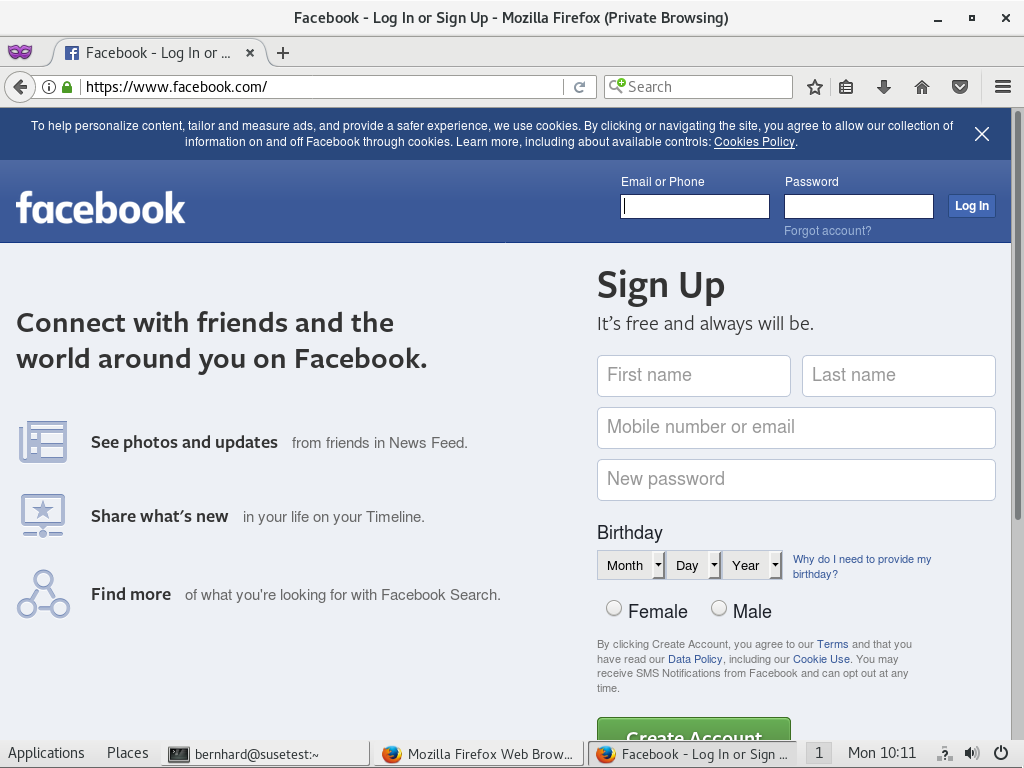 Facebook - Log In or Sign Up - Mozilla Firefox (Private Browsing)
Facebook - Log In or ...
https://www.facebook.com/
Search
To help personalize content, tailor and measure ads, and provide a safer experience, we use cookies. By clicking or navigating the site, you agree to allow our collection of
information on and off Facebook through cookies. Learn more, including about available controls: Cookies Policy.
facebook
Email or Phone
Password
Log In
Forgot account?
Connect with friends and the
world around you on Facebook.
See photos and updates from friends in News Feed.
Share what's new in your life on your Timeline.
Find more of what you're looking for with Facebook Search.
Sign Up
It's free and always will be.
First name
Last name
Mobile number or email
New password
Birthday
Month Day Year
Why do I need to provide my
birthday?
Female Male
By clicking Create Account, you agree to our Terms and that you
have read our Data Policy, including our Cookie Use. You may
receive SMS Notifications from Facebook and can opt out at any
time.
Create Account
Applications Places bernhard@susetest:~ Mozilla Firefox Web Brow... Facebook - Log In or Sign ... 1 Mon 10:11